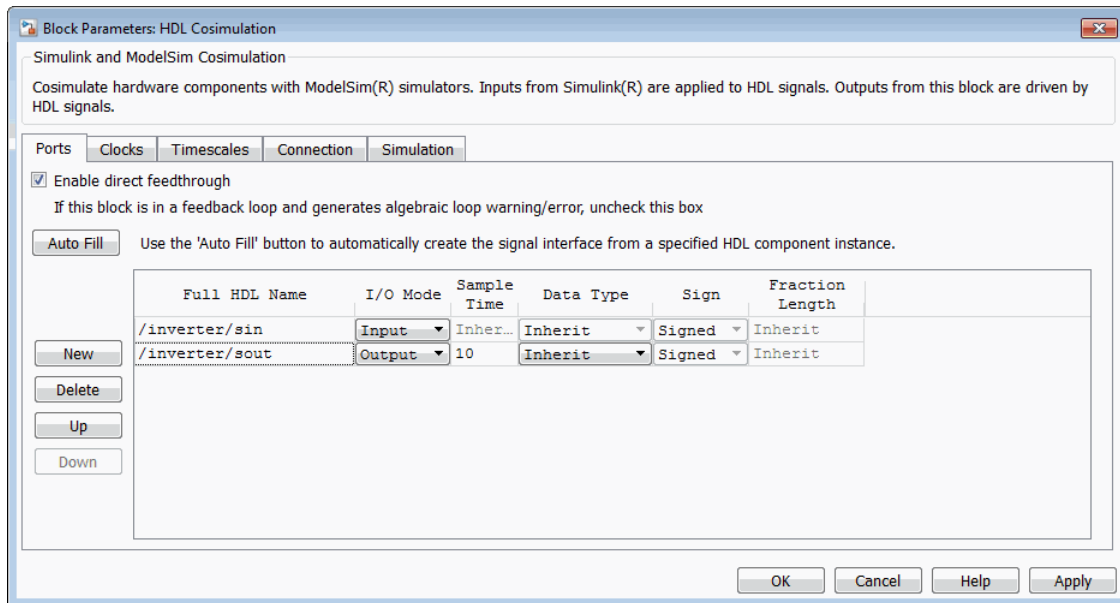 Block Parameters: HDL Cosimulation
Simulink and ModelSim Cosimulation
Cosimulate hardware components with ModelSim(R) simulators. Inputs from Simulink(R) are applied to HDL signals. Outputs from this block are driven by
HDL signals.
Ports Clocks Timescales Connection Simulation
Enable direct feedthrough
If this block is in a feedback loop and generates algebraic loop warning/error, uncheck this box
Auto Fill Use the 'Auto Fill' button to automatically create the signal interface from a specified HDL component instance.
Full HDL Name I/O Mode Sample Time Data Type Sign Fraction Length
/inverter/sin Input Inher... Inherit Signed Inherit
New /inverter/sout Output 10 Inherit Signed Inherit
Delete
Up
Down
OK Cancel Help Apply